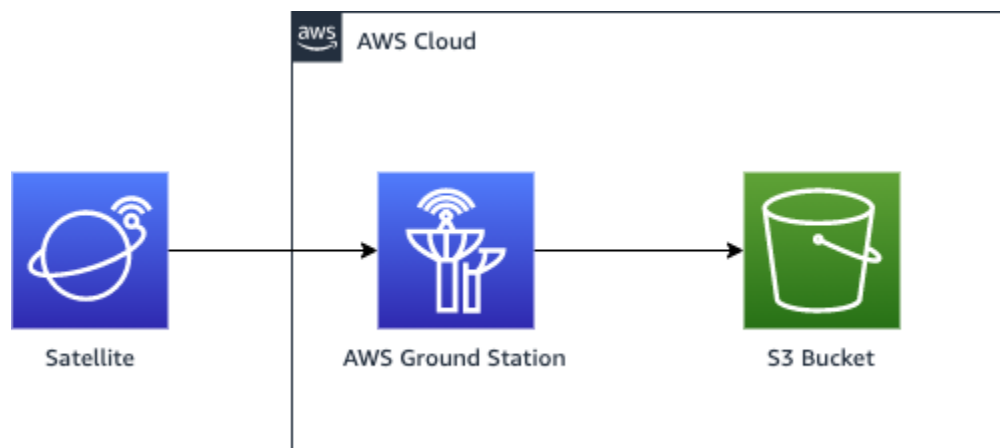 aws
AWS Cloud
Satellite
AWS Ground Station
S3 Bucket